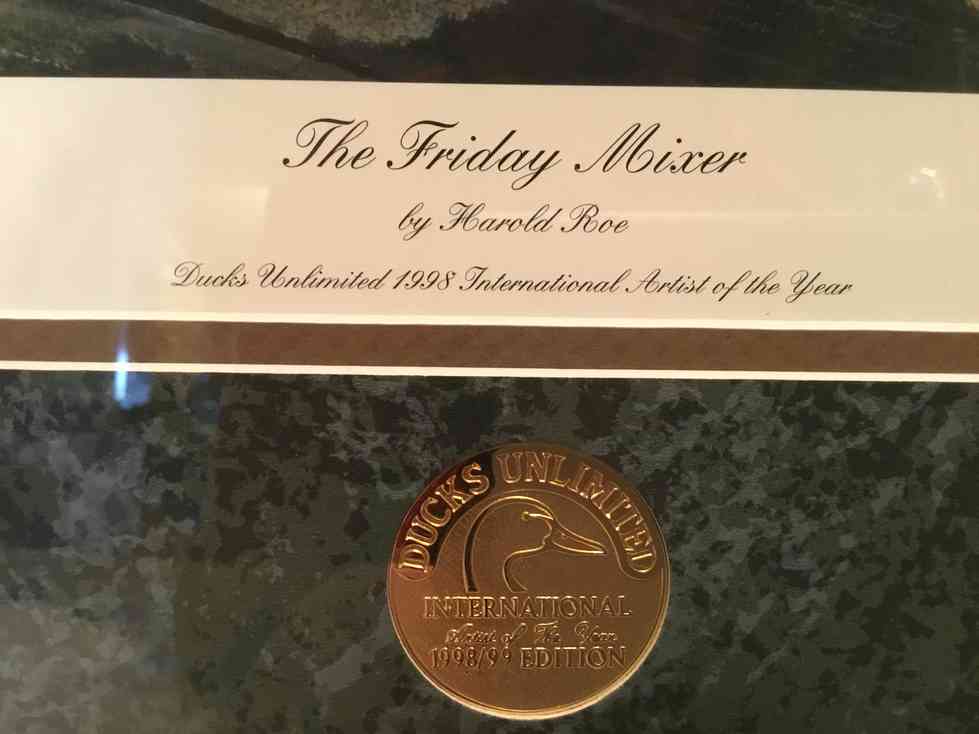 The Friday Mixer
by Harold Roe
Ducks Unlimited 1998 International Artist of the Year
DUCKS UNLIMITED
INTERNATIONAL
Artist of The Year
1998/99 EDITION